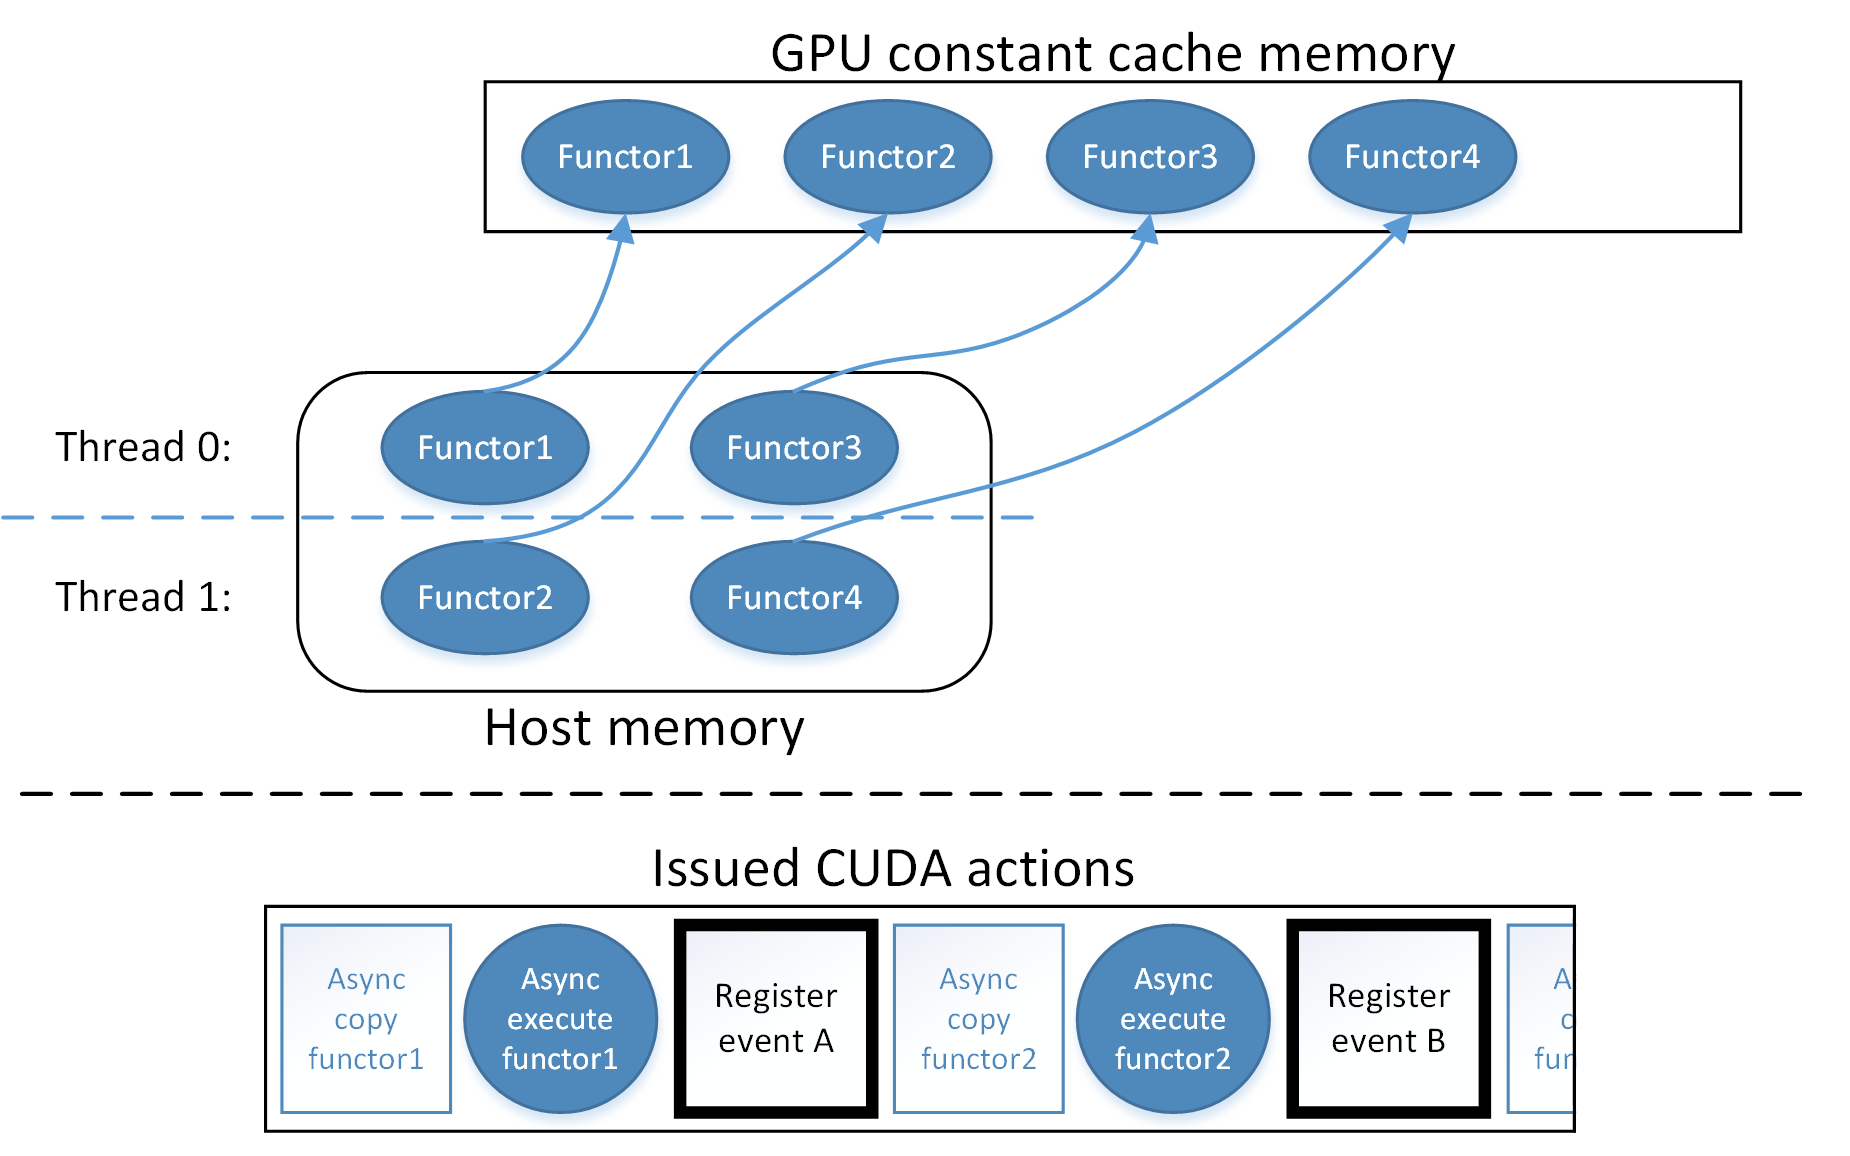 GPU constant cache memory
Functor1 Functor2 Functor3 Functor4
Thread 0: Functor1 Functor3
Thread 1: Functor2 Functor4
Host memory
Issued CUDA actions
Async
copy
functor1
Async
execute
functor1
Register
event A
Async
copy
functor2
Async
execute
functor2
Register
event B